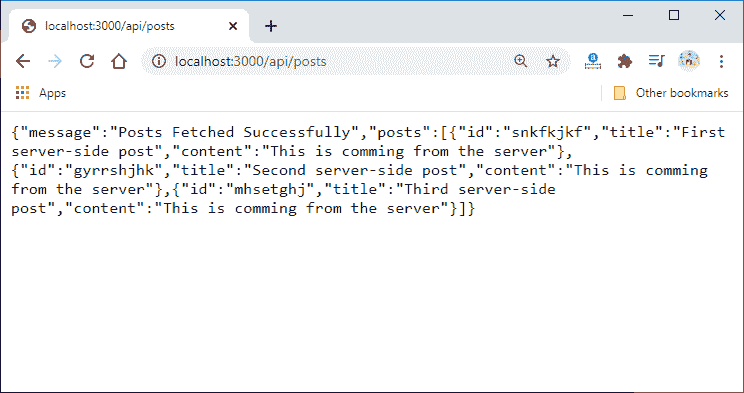 localhost:3000/api/posts
localhost:3000/api/posts
Apps
Other bookmarks
{"message":"Posts Fetched Successfully","posts":[{"id":"snkfkjkf","title":"First
server-side post","content":"This is comming from the server"},
{"id":"gyrrshjhk","title":"Second server-side post","content":"This is comming
from the server"},{"id":"mhsetghj","title":"Third server-side
post","content":"This is comming from the server"}]}